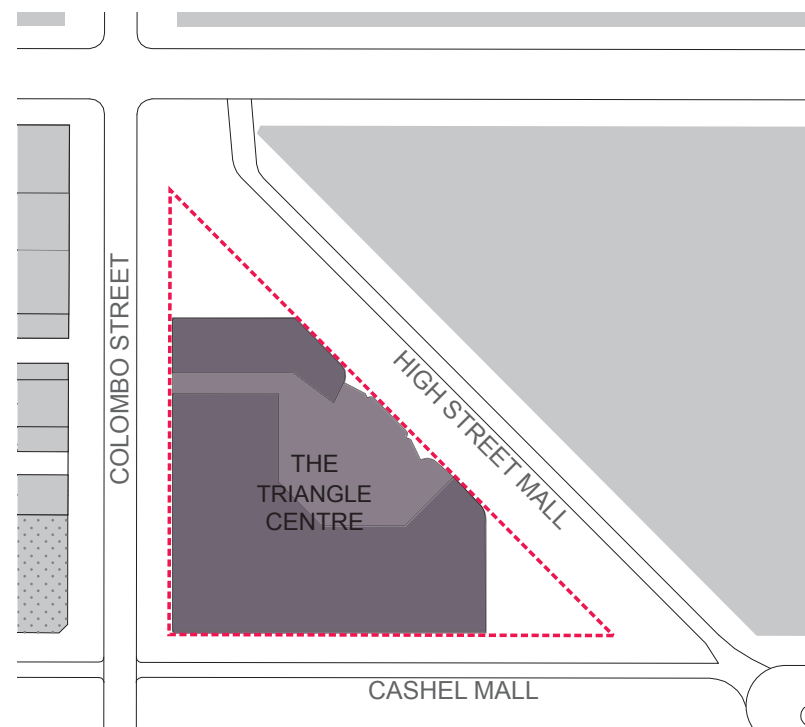 COLOMBO STREET
HIGH STREET MALL
THE
TRIANGLE
CENTRE
CASHEL MALL